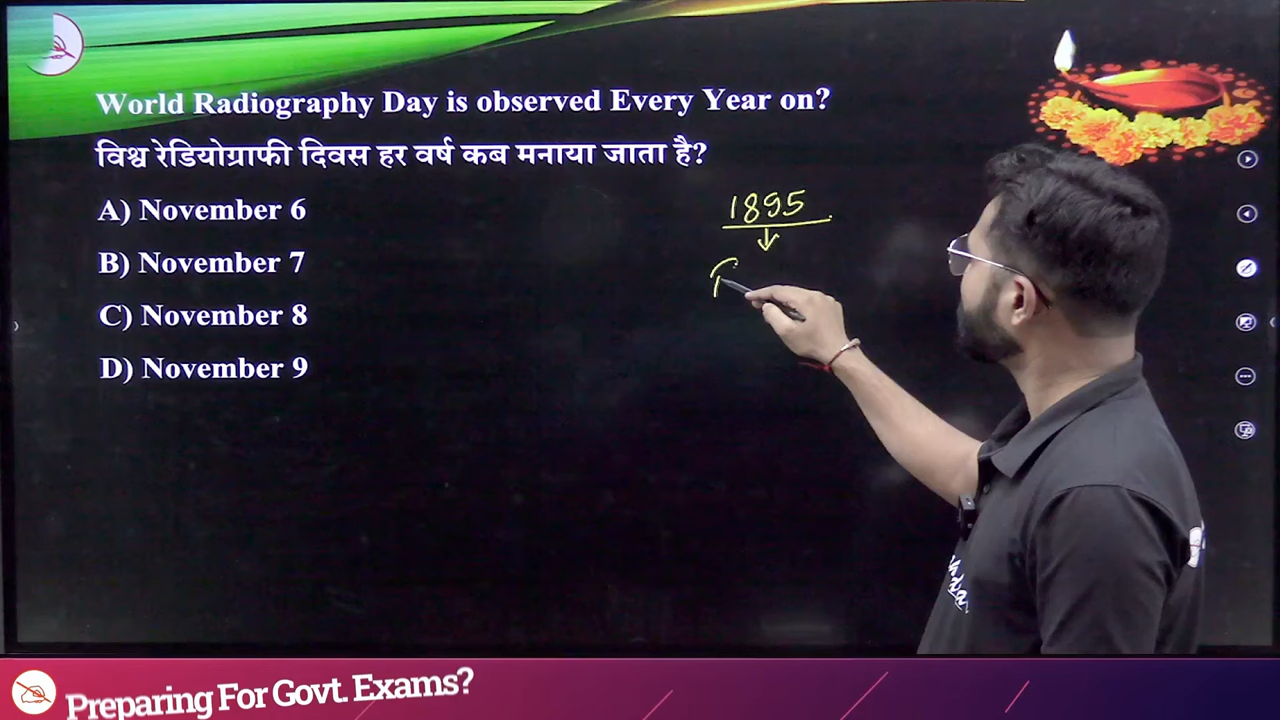 World Radiography Day is observed Every Year on?
विश्व रेडियोग्राफी दिवस हर वर्ष कब मनाया जाता है?
A) November 6
B) November 7
C) November 8
D) November 9
1895
Preparing For Govt. Exams?